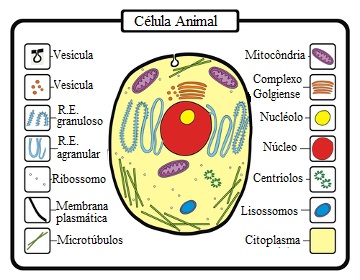 Célula Animal
Vesícula
Vesícula
R.E.
granuloso
R.E.
agranular
Ribossomo
Membrana
plasmática
Microtúbulos
Mitocôndria
Complexo
Golgiense
Nucléolo
Núcleo
Centríolos
Lisossomos
Citoplasma